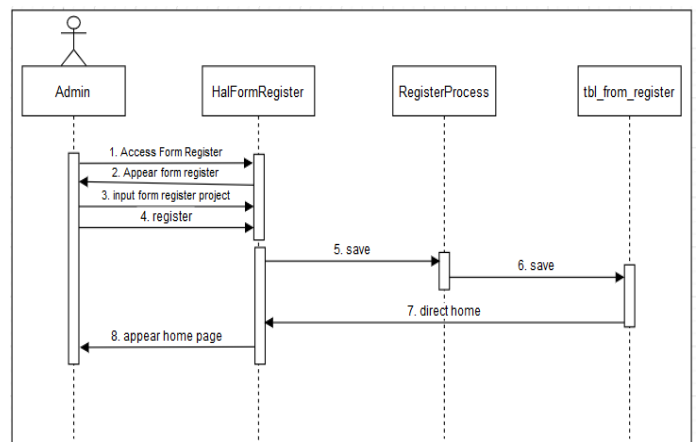 Admin
HalFormRegister
RegisterProcess
tbl_from_register
1. Access Form Register
2. Appear form register
3. input form register project
4. register
5. save
6. save
7. direct home
8. appear home page